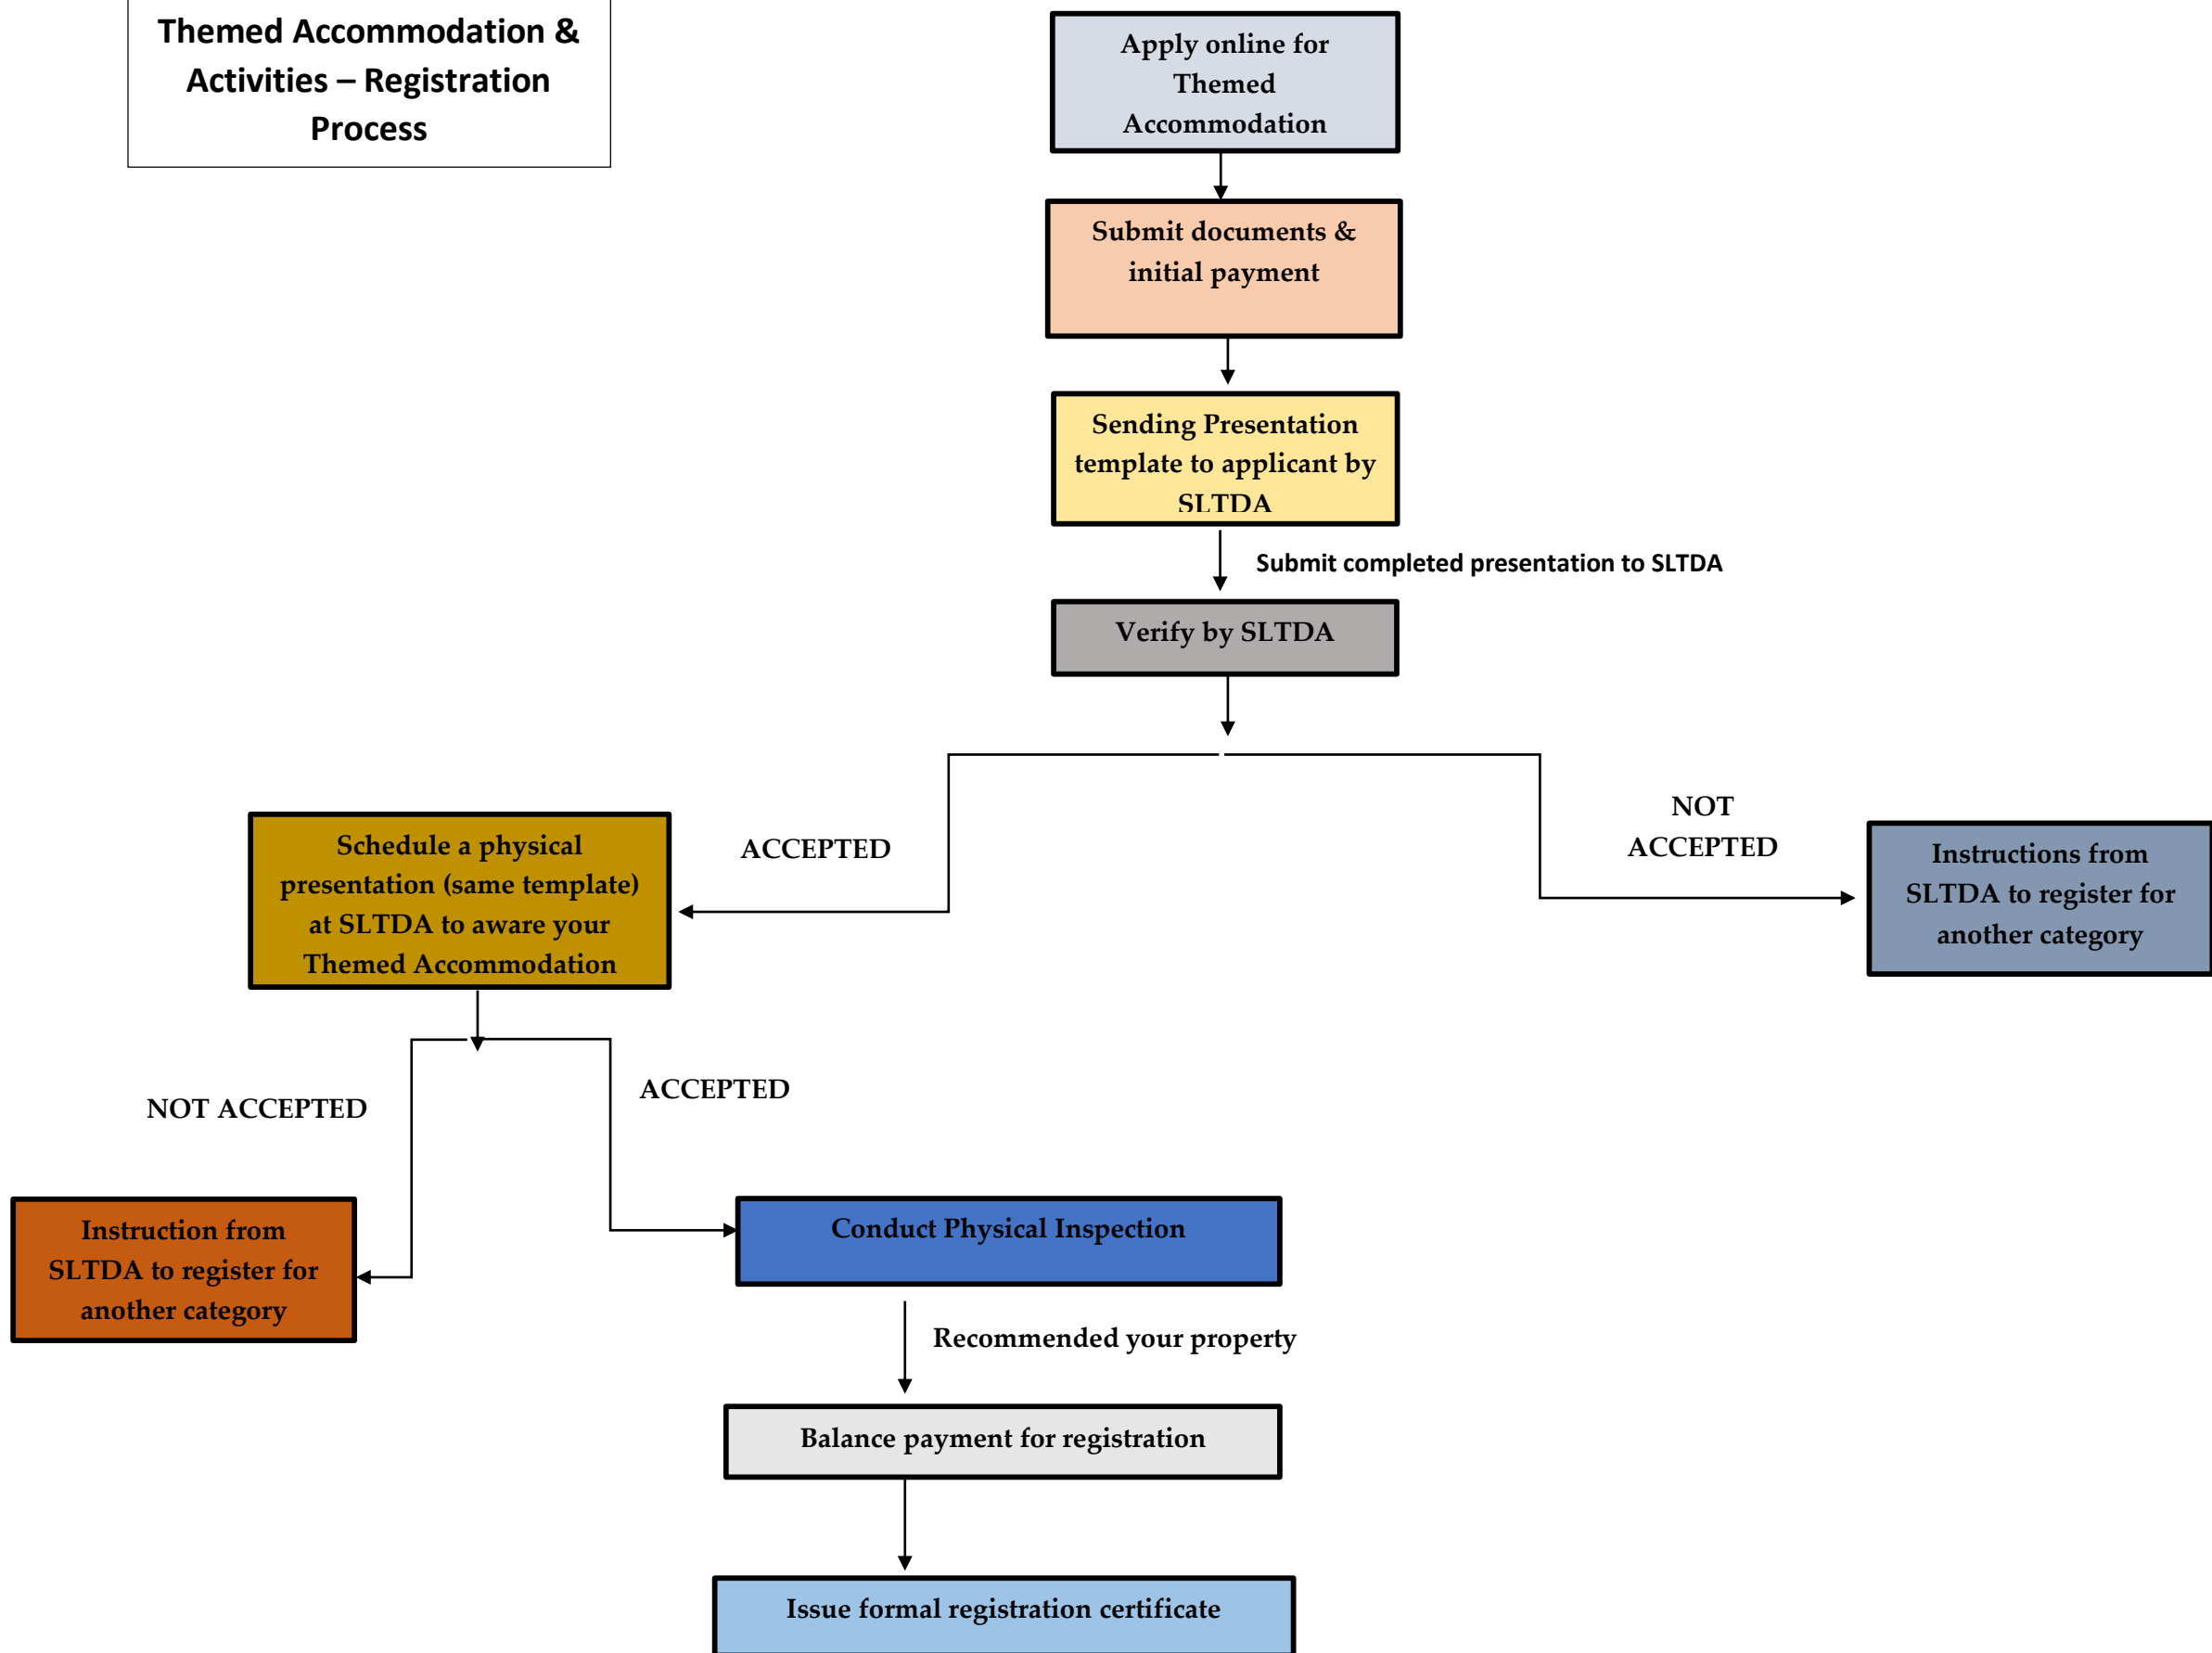 Themed Accommodation &
Activities – Registration
Process
Apply online for
Themed
Accommodation
Submit documents &
initial payment
Sending Presentation
template to applicant by
SLTDA
Submit completed presentation to SLTDA
Verify by SLTDA
ACCEPTED
NOT
ACCEPTED
Schedule a physical
presentation (same template)
at SLTDA to aware your
Themed Accommodation
Instructions from
SLTDA to register for
another category
NOT ACCEPTED
ACCEPTED
Instruction from
SLTDA to register for
another category
Conduct Physical Inspection
Recommended your property
Balance payment for registration
Issue formal registration certificate